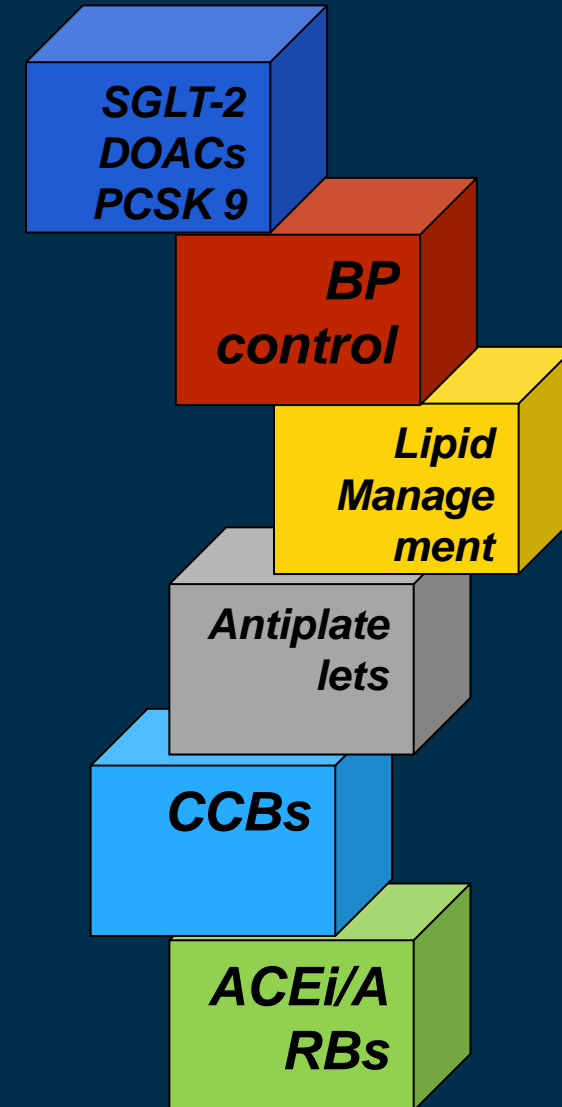 SGLT-2
DOACs
PCSK 9
BP
control
Lipid
Manage
ment
Antiplate
lets
CCBs
ACEi/A
RBs